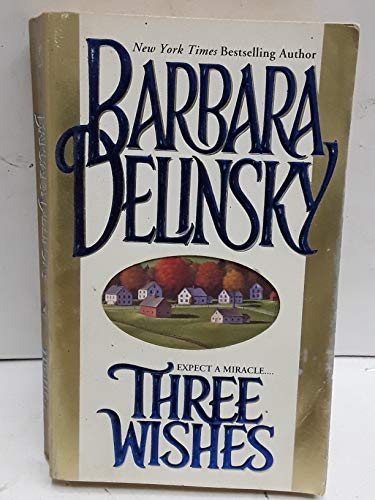 New York Times Bestselling Author
BARBARA
DELINSKY
EXPECT A MIRACLE....
THREE
WISHES